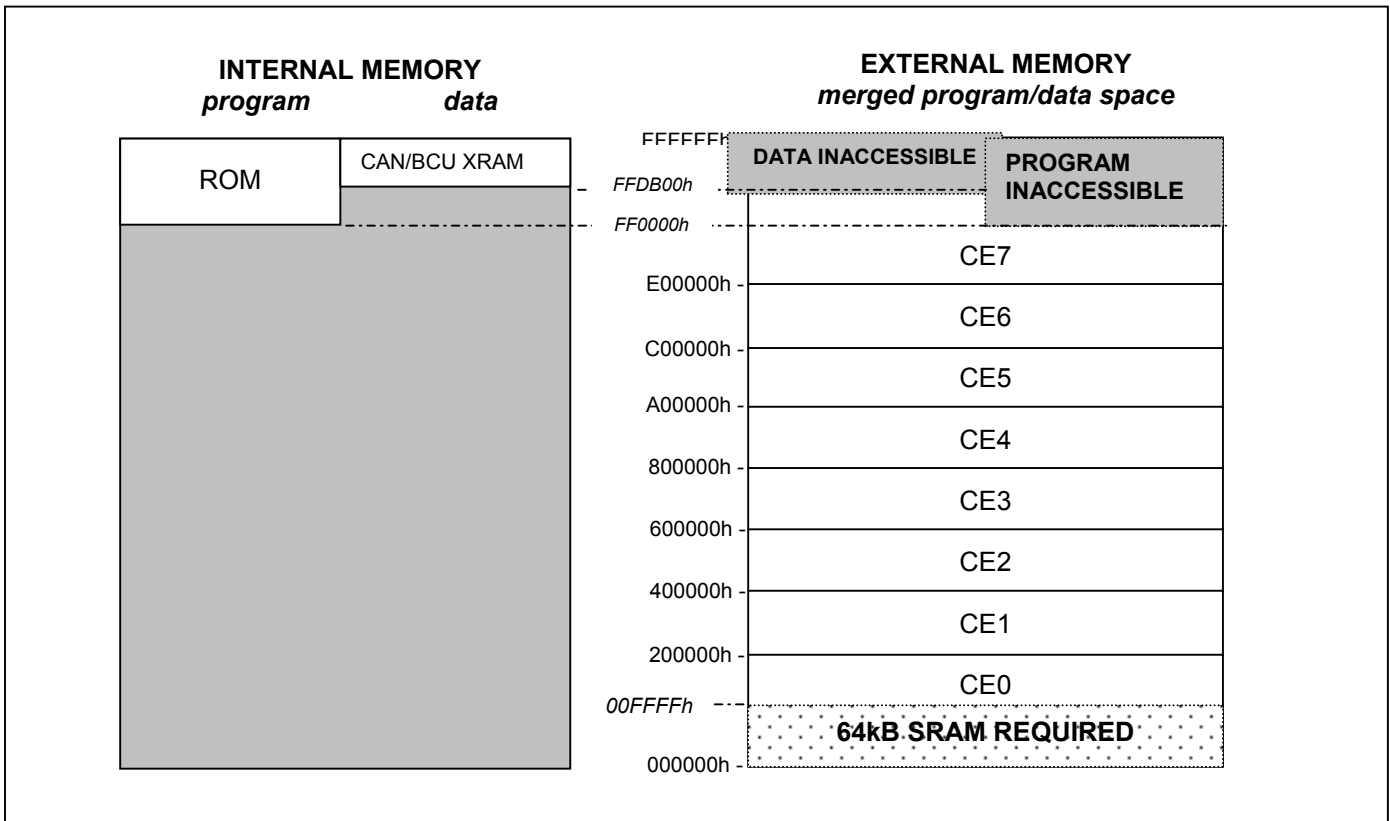 INTERNAL MEMORY
program data
ROM
CAN/BCU XRAM
EXTERNAL MEMORY
merged program/data space
FFFFFFh
DATA INACCESSIBLE
PROGRAM
INACCESSIBLE
FFDB00h
FF0000h
CE7
E00000h -
CE6
C00000h -
CE5
A00000h -
CE4
800000h -
CE3
600000h -
CE2
400000h -
CE1
200000h -
CE0
00FFFFh
64kB SRAM REQUIRED
000000h -